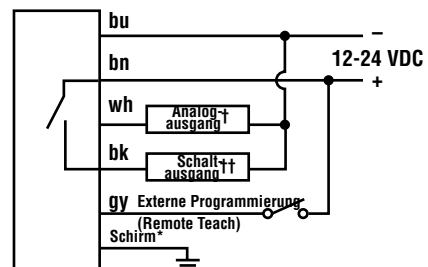 bu
–
12-24 VDC
bn
+
wh
Analog-†
ausgang
bk
Schalt-††
ausgang
gy Externe Programmierung
(Remote Teach)
Schirm*